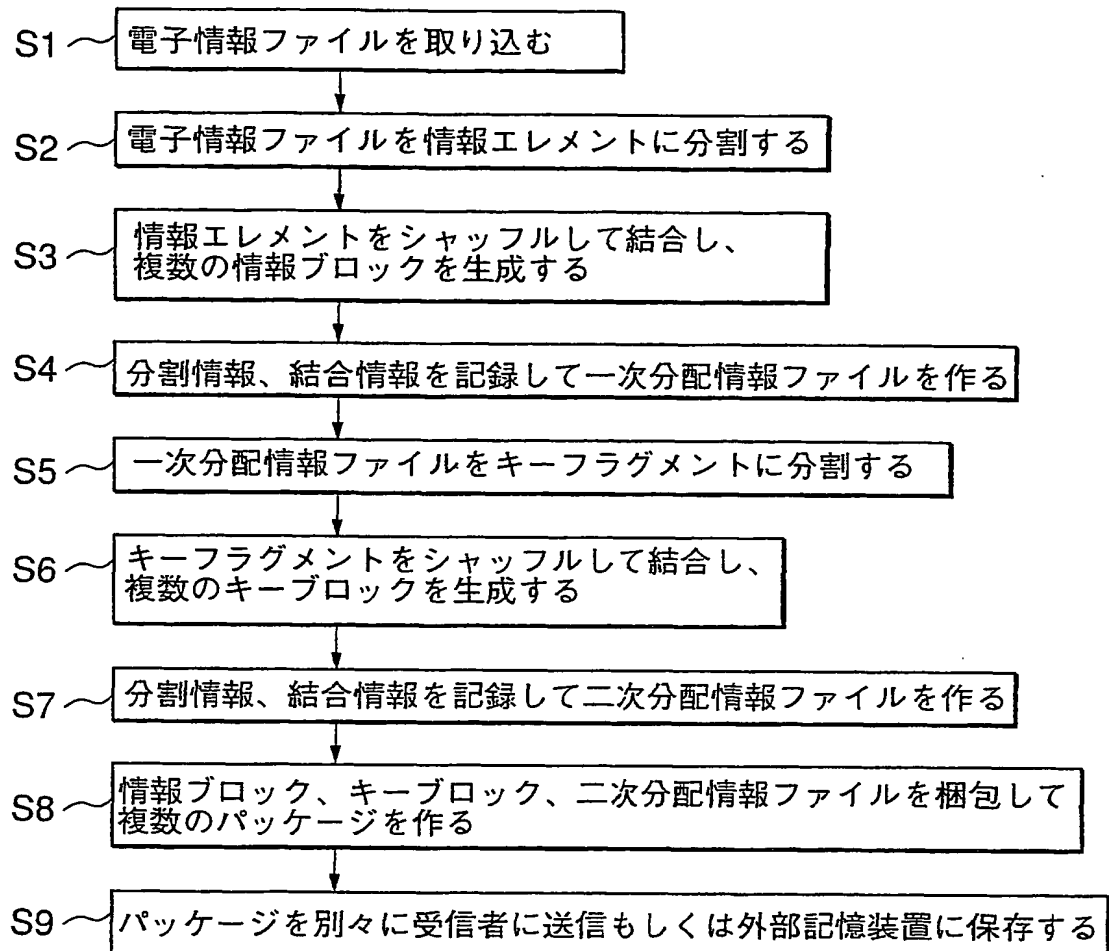 S1 電子情報ファイルを取り込む
S2 電子情報ファイルを情報エレメントに分割する
S3 情報エレメントをシャッフルして結合し、
複数の情報ブロックを生成する
S4 分割情報、結合情報を記録して一次分配情報ファイルを作る
S5 一次分配情報ファイルをキーフラグメントに分割する
S6 キーフラグメントをシャッフルして結合し、
複数のキーブロックを生成する
S7 分割情報、結合情報を記録して二次分配情報ファイルを作る
S8 情報ブロック、キーブロック、二次分配情報ファイルを梱包して
複数のパッケージを作る
S9 パッケージを別々に受信者に送信もしくは外部記憶装置に保存する